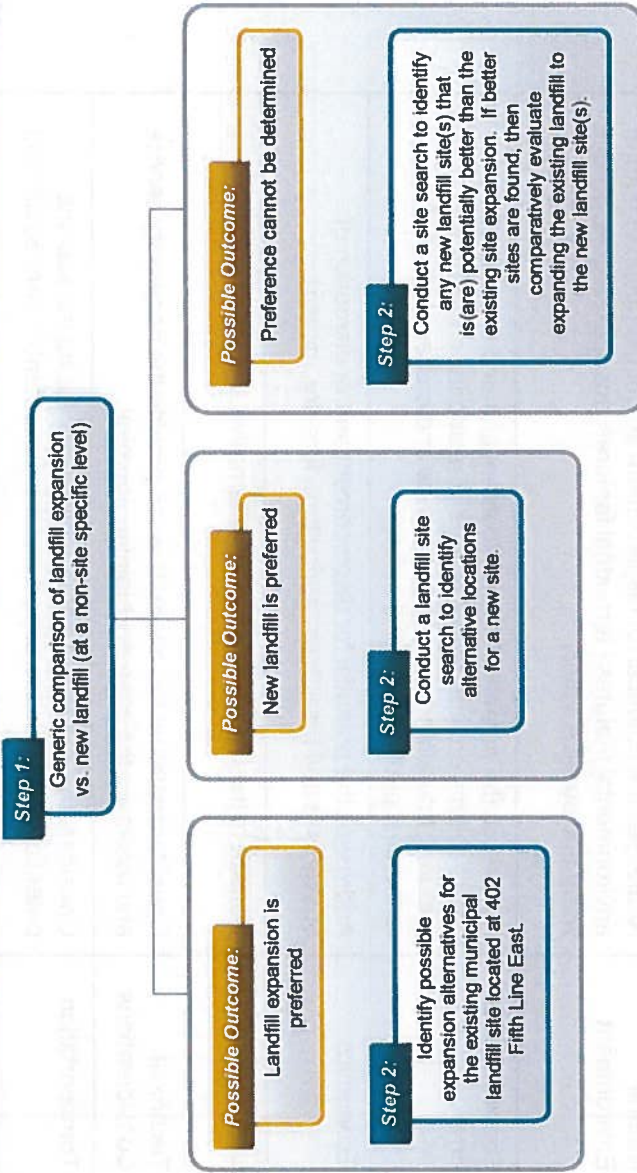 Step 1:
Generic comparison of landfill expansion
vs. new landfill (at a non-site specific level)
Possible Outcome:
Landfill expansion is
preferred
Step 2:
Identify possible
expansion alternatives for
the existing municipal
landfill site located at 402
Fifth Line East.
Possible Outcome:
New landfill is preferred
Step 2:
Conduct a landfill site
search to identify
alternative locations
for a new site.
Possible Outcome:
Preference cannot be determined
Step 2:
Conduct a site search to identify
any new landfill site(s) that
is(are) potentially better than the
existing site expansion. If better
sites are found, then
comparatively evaluate
expanding the existing landfill to
the new landfill site(s).